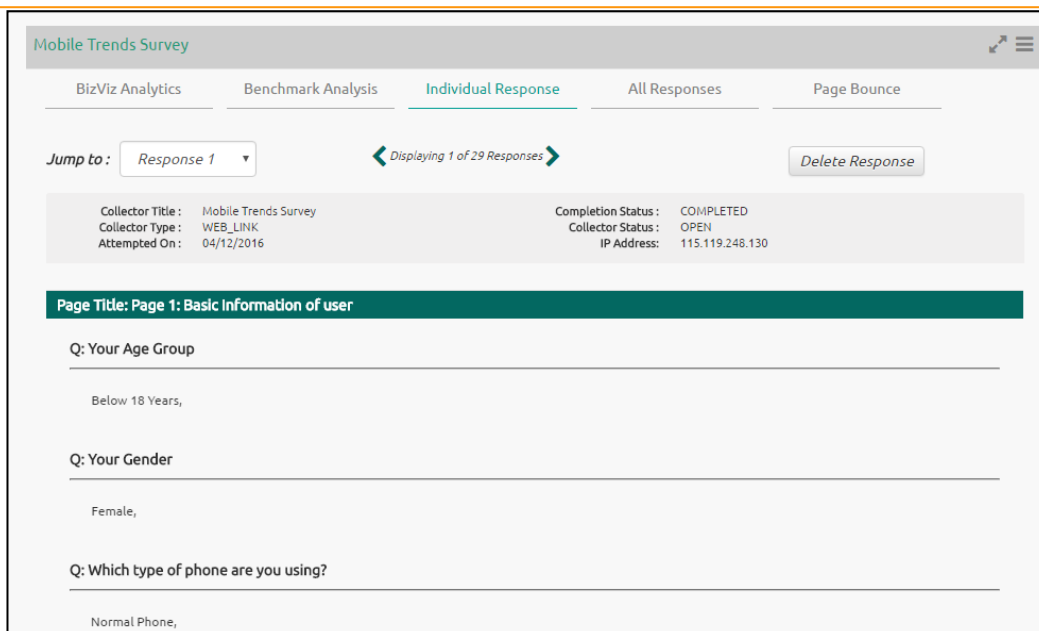 Mobile Trends Survey
BizViz Analytics Benchmark Analysis Individual Response All Responses Page Bounce
Jump to : Response 1 Displaying 1 of 29 Responses Delete Response
Collector Title : Mobile Trends Survey Completion Status : COMPLETED
Collector Type : WEB_LINK Collector Status : OPEN
Attempted On : 04/12/2016 IP Address: 115.119.248.130
Page Title: Page 1: Basic Information of user
Q: Your Age Group
Below 18 Years,
Q: Your Gender
Female,
Q: Which type of phone are you using?
Normal Phone,